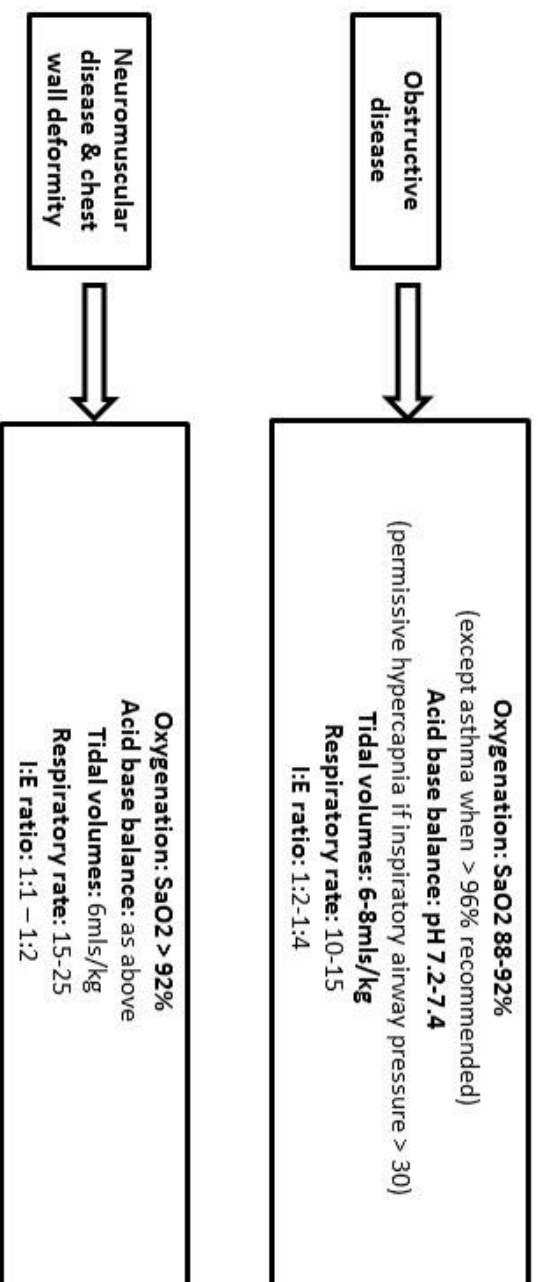 Obstructive
disease
Oxygenation: SaO2 88-92%
(except asthma when > 96% recommended)
Acid base balance: pH 7.2-7.4
(permissive hypercapnia if inspiratory airway pressure > 30)
Tidal volumes: 6-8mls/kg
Respiratory rate: 10-15
I:E ratio: 1:2-1:4
Neuromuscular
disease & chest
wall deformity
Oxygenation: SaO2 > 92%
Acid base balance: as above
Tidal volumes: 6mls/kg
Respiratory rate: 15-25
I:E ratio: 1:1 – 1:2